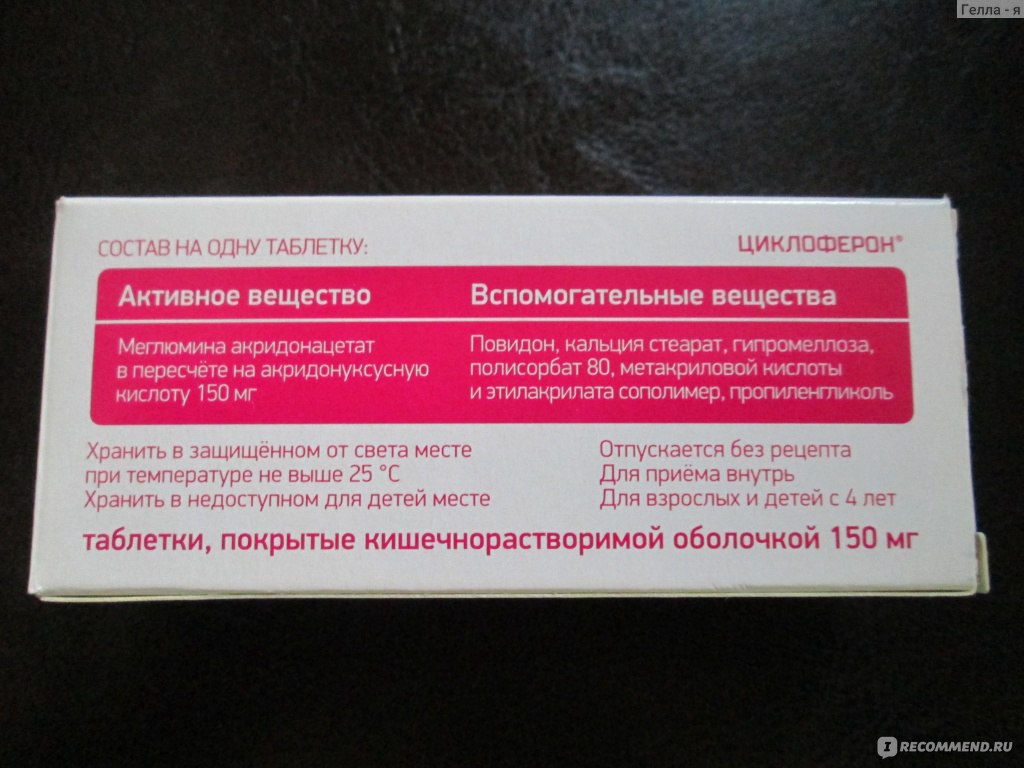 Гелла - я
СОСТАВ НА ОДНУ ТАБЛЕТКУ:
ЦИКЛОФЕРОН®
Активное вещество
Вспомогательные вещества
Меглюмина акридонацетат
в пересчёте на акридонуксусную
кислоту 150 мг
Повидон, кальция стеарат, гипромеллоза,
полисорбат 80, метакриловой кислоты
и этилакрилата сополимер, пропиленгликоль
Хранить в защищённом от света месте
при температуре не выше 25 °C
Хранить в недоступном для детей месте
Отпускается без рецепта
Для приёма внутрь
Для взрослых и детей с 4 лет
таблетки, покрытые кишечнорастворимой оболочкой 150 мг
IRECOMMEND.RU